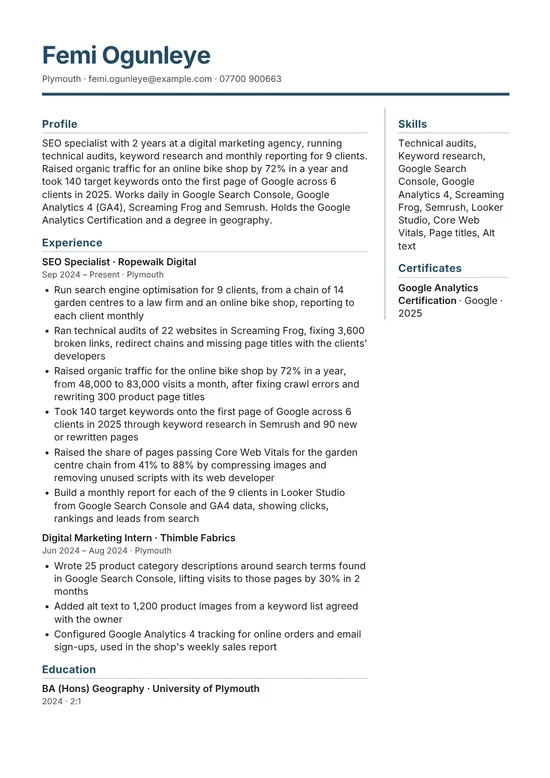 Femi Ogunleye
Plymouth · femi.ogunleye@example.com · 07700 900663
Profile
SEO specialist with 2 years at a digital marketing agency, running
technical audits, keyword research and monthly reporting for 9 clients.
Raised organic traffic for an online bike shop by 72% in a year and
took 140 target keywords onto the first page of Google across 6
clients in 2025. Works daily in Google Search Console, Google
Analytics 4 (GA4), Screaming Frog and Semrush. Holds the Google
Analytics Certification and a degree in geography.
Experience
SEO Specialist · Ropewalk Digital
Sep 2024 – Present · Plymouth
• Run search engine optimisation for 9 clients, from a chain of 14
garden centres to a law firm and an online bike shop, reporting to
each client monthly
• Ran technical audits of 22 websites in Screaming Frog, fixing 3,600
broken links, redirect chains and missing page titles with the clients'
developers
• Raised organic traffic for the online bike shop by 72% in a year,
from 48,000 to 83,000 visits a month, after fixing crawl errors and
rewriting 300 product page titles
• Took 140 target keywords onto the first page of Google across 6
clients in 2025 through keyword research in Semrush and 90 new
or rewritten pages
• Raised the share of pages passing Core Web Vitals for the garden
centre chain from 41% to 88% by compressing images and
removing unused scripts with its web developer
• Build a monthly report for each of the 9 clients in Looker Studio
from Google Search Console and GA4 data, showing clicks,
rankings and leads from search
Digital Marketing Intern · Thimble Fabrics
Jun 2024 – Aug 2024 · Plymouth
• Wrote 25 product category descriptions around search terms found
in Google Search Console, lifting visits to those pages by 30% in 2
months
• Added alt text to 1,200 product images from a keyword list agreed
with the owner
• Configured Google Analytics 4 tracking for online orders and email
sign-ups, used in the shop's weekly sales report
Education
BA (Hons) Geography · University of Plymouth
2024 · 2:1
Skills
Technical audits,
Keyword research,
Google Search
Console, Google
Analytics 4, Screaming
Frog, Semrush, Looker
Studio, Core Web
Vitals, Page titles, Alt
text
Certificates
Google Analytics
Certification · Google ·
2025